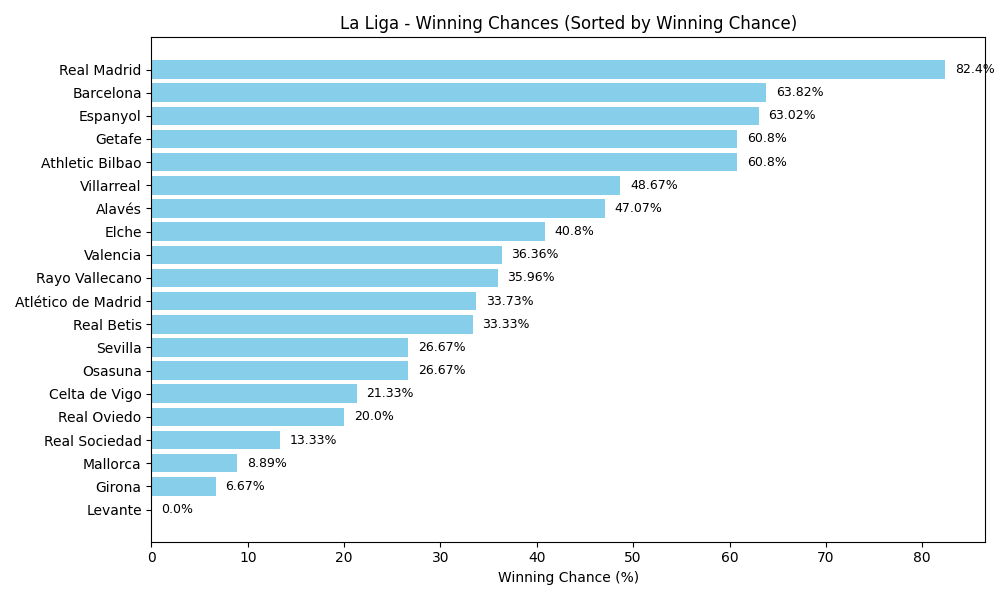 La Liga - Winning Chances (Sorted by Winning Chance)
Real Madrid 82.4%
Barcelona 63.82%
Espanyol 63.02%
Getafe 60.8%
Athletic Bilbao 60.8%
Villarreal 48.67%
Alavés 47.07%
Elche 40.8%
Valencia 36.36%
Rayo Vallecano 35.96%
Atlético de Madrid 33.73%
Real Betis 33.33%
Sevilla 26.67%
Osasuna 26.67%
Celta de Vigo 21.33%
Real Oviedo 20.0%
Real Sociedad 13.33%
Mallorca 8.89%
Girona 6.67%
Levante 0.0%
0 10 20 30 40 50 60 70 80
Winning Chance (%)